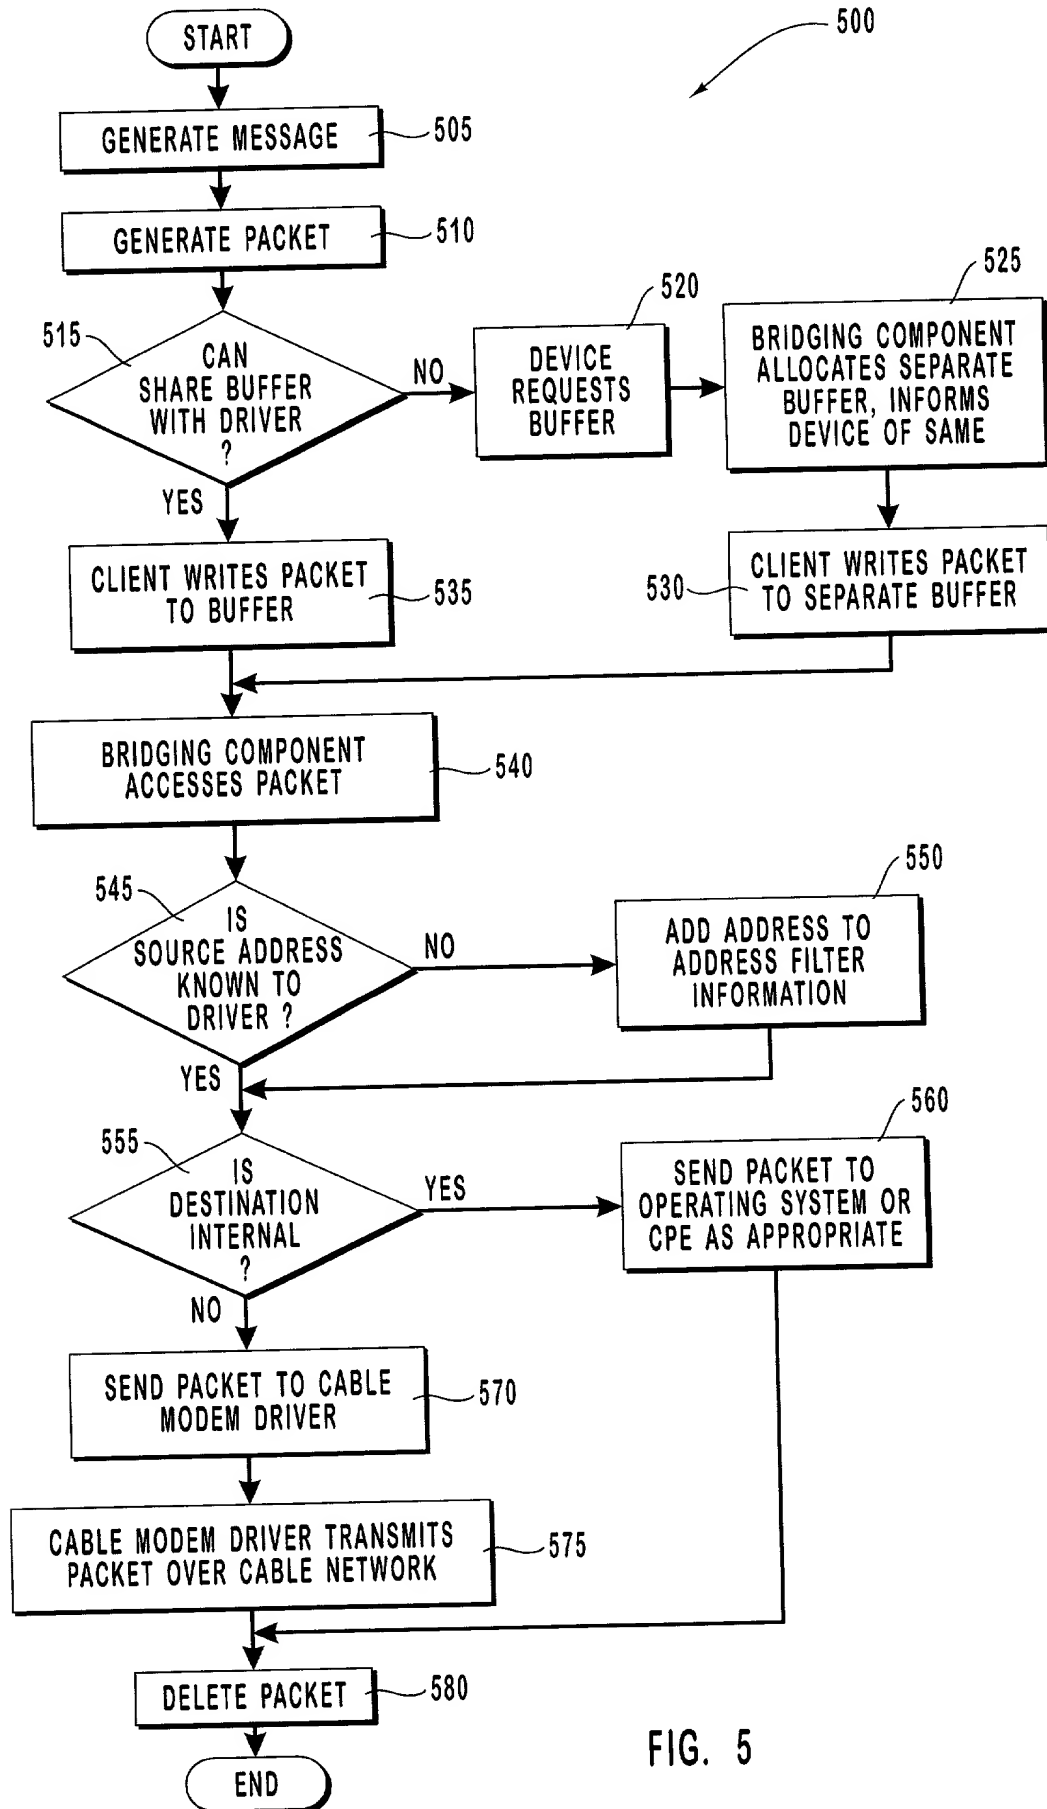 START
500
GENERATE MESSAGE
505
GENERATE PACKET
510
515
CAN
SHARE BUFFER
WITH DRIVER
?
NO
YES
520
DEVICE
REQUESTS
BUFFER
525
BRIDGING COMPONENT
ALLOCATES SEPARATE
BUFFER, INFORMS
DEVICE OF SAME
CLIENT WRITES PACKET
TO BUFFER
535
530
CLIENT WRITES PACKET
TO SEPARATE BUFFER
BRIDGING COMPONENT
ACCESSES PACKET
540
545
IS
SOURCE ADDRESS
KNOWN TO
DRIVER ?
NO
YES
550
ADD ADDRESS TO
ADDRESS FILTER
INFORMATION
555
IS
DESTINATION
INTERNAL
?
YES
NO
560
SEND PACKET TO
OPERATING SYSTEM OR
CPE AS APPROPRIATE
SEND PACKET TO CABLE
MODEM DRIVER
570
CABLE MODEM DRIVER TRANSMITS
PACKET OVER CABLE NETWORK
575
DELETE PACKET
580
END
FIG. 5